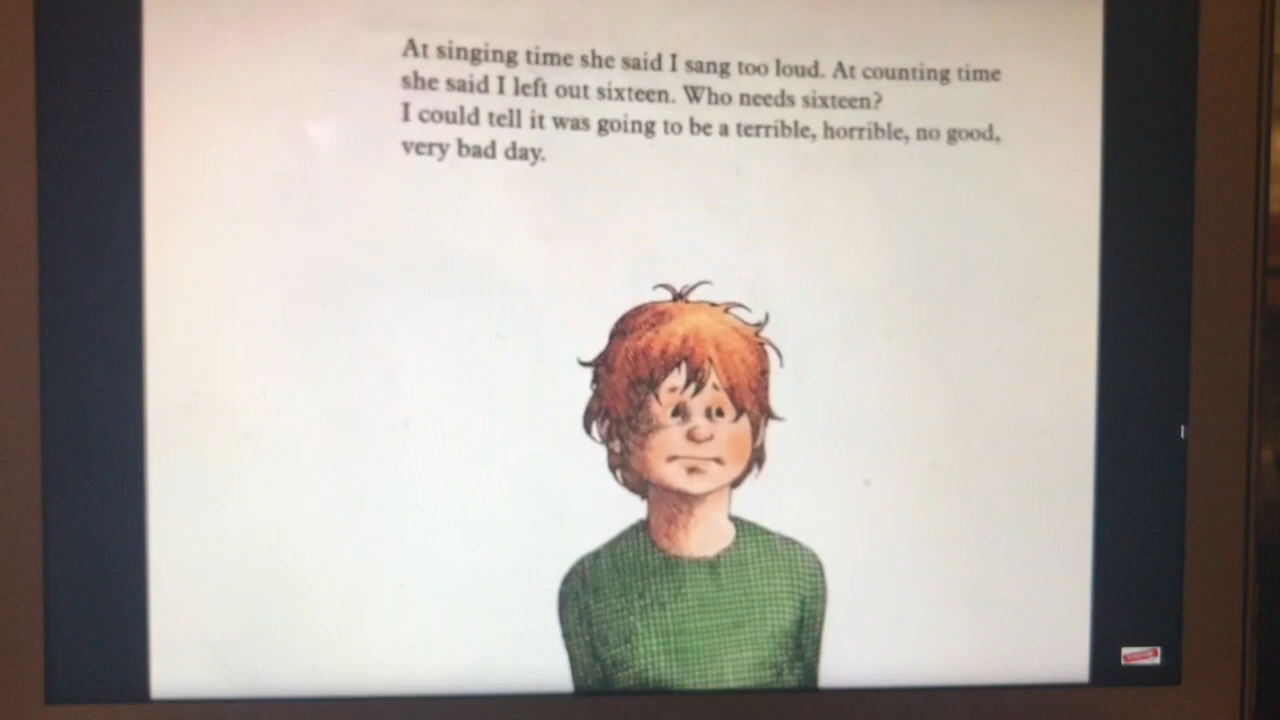 At singing time she said I sang too loud. At counting time
she said I left out sixteen. Who needs sixteen?
I could tell it was going to be a terrible, horrible, no good,
very bad day.